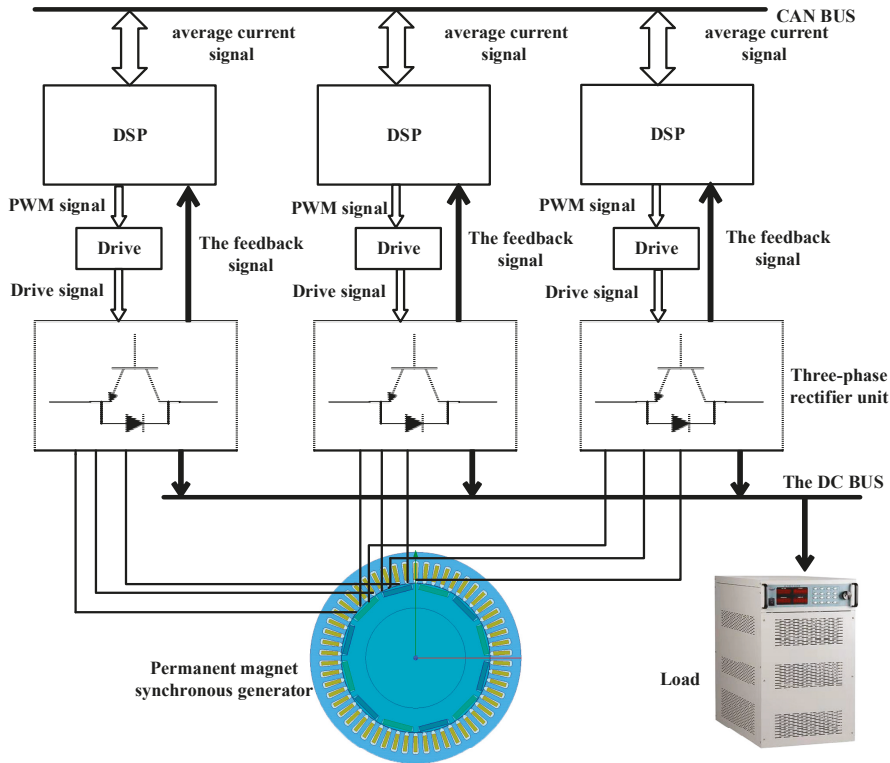 CAN BUS
average current
signal
average current
signal
average current
signal
DSP
DSP
DSP
PWM signal
PWM signal
PWM signal
Drive
Drive
Drive
The feedback
signal
The feedback
signal
The feedback
signal
Drive signal
Drive signal
Drive signal
Three-phase
rectifier unit
The DC BUS
Permanent magnet
synchronous generator
Load